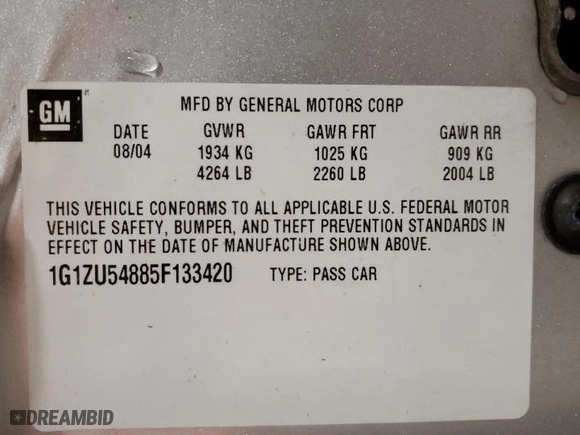 GM
MFD BY GENERAL MOTORS CORP
DATE GVWR GAWR FRT GAWR RR
08/04 1934 KG 1025 KG 909 KG
4264 LB 2260 LB 2004 LB
THIS VEHICLE CONFORMS TO ALL APPLICABLE U.S. FEDERAL MOTOR
VEHICLE SAFETY, BUMPER, AND THEFT PREVENTION STANDARDS IN
EFFECT ON THE DATE OF MANUFACTURE SHOWN ABOVE.
1G1ZU54885F133420 TYPE: PASS CAR
DREAMBID